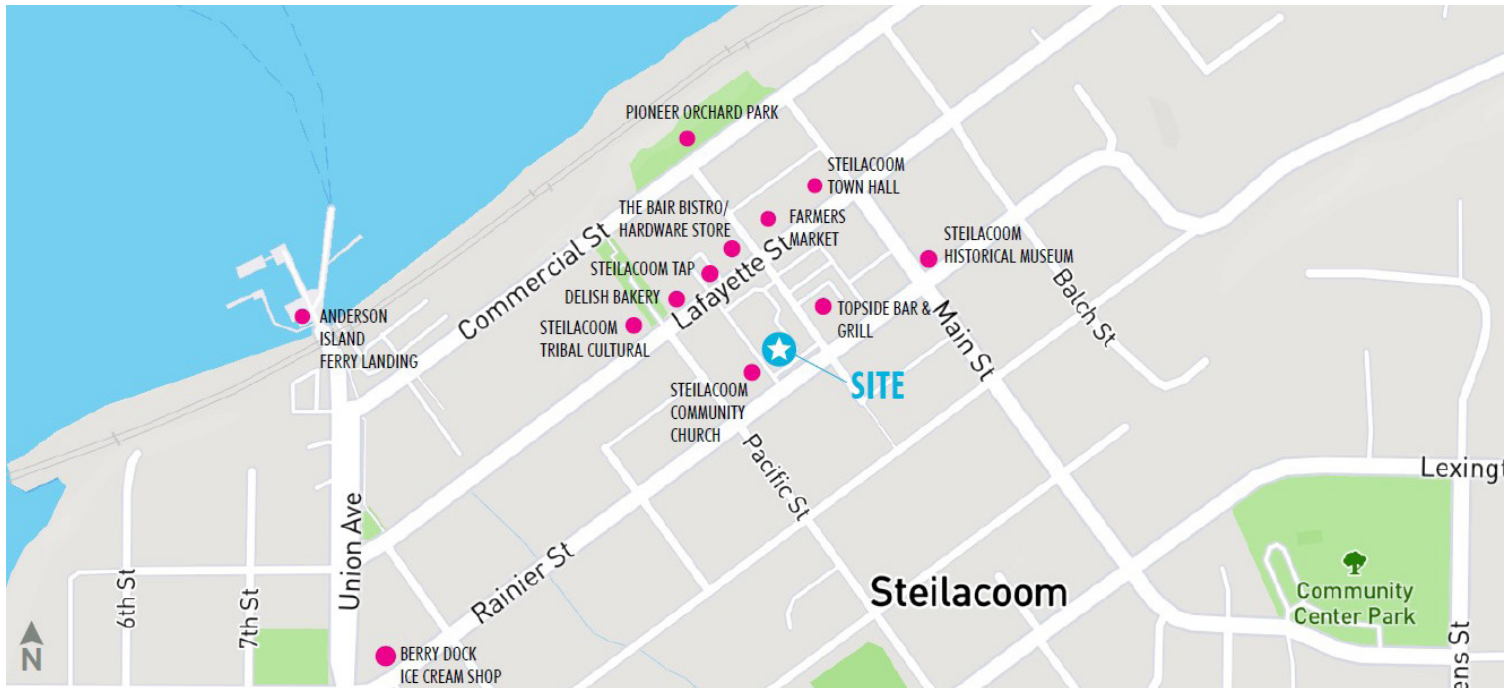 PIONEER ORCHARD PARK
STEILACOOM
TOWN HALL
THE BAIR BISTRO/
HARDWARE STORE
FARMERS
MARKET
STEILACOOM
HISTORICAL MUSEUM
Commercial St
STEILACOOM TAP
Lafayette St
DELISH BAKERY
Balch St
ANDERSON
ISLAND
FERRY LANDING
STEILACOOM
TRIBAL CULTURAL
TOPSIDE BAR &
GRILL
Main St
SITE
STEILACOOM
COMMUNITY
CHURCH
Pacific St
Lexingt
Union Ave
Rainier St
6th St
7th St
Steilacoom
Community
Center Park
ens St
N
BERRY DOCK
ICE CREAM SHOP